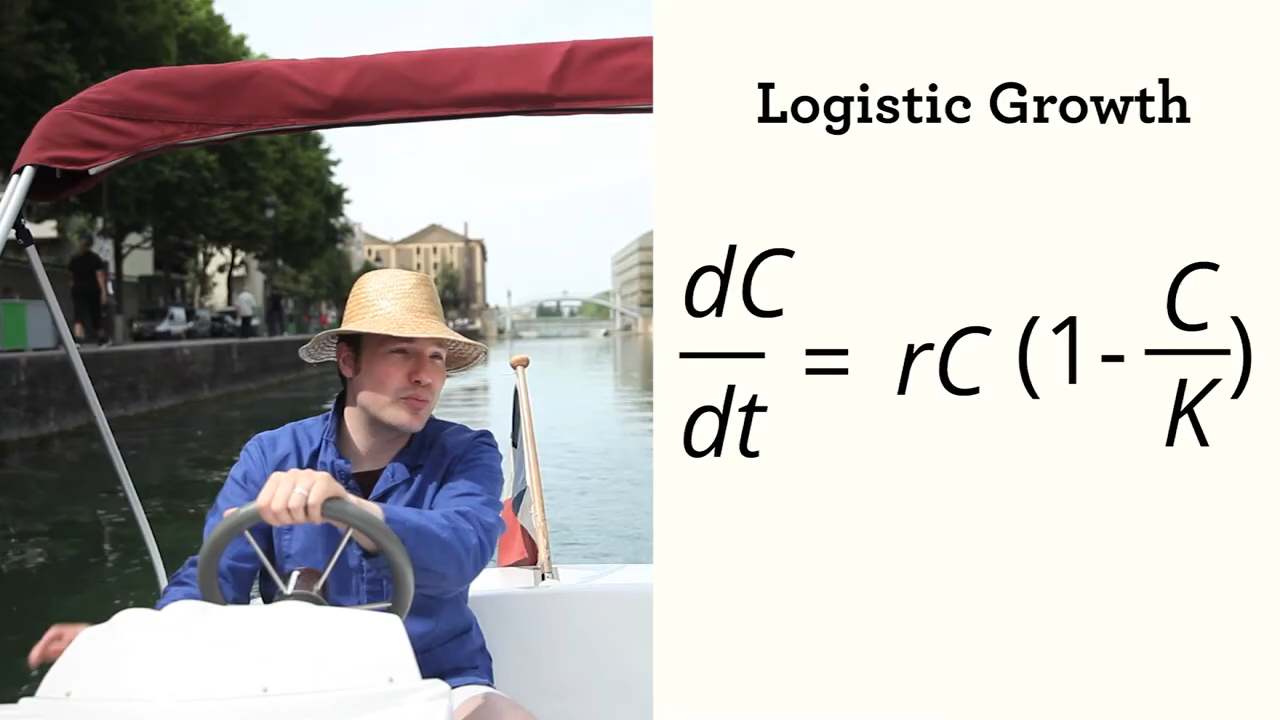 Logistic Growth
dC/dt = rC (1- C/K)